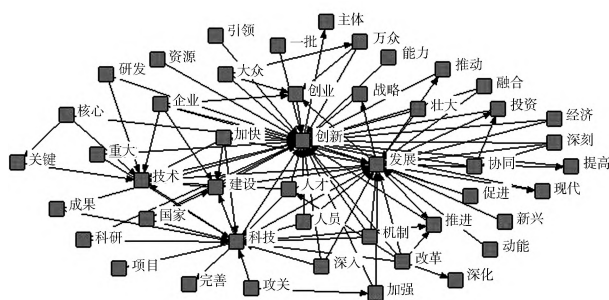 主体
引领
一批
万众
能力
资源
推动
研发
大众
融合
创业
战略
企业
壮大
投资
核心
经济
加快
创新
深刻
重大
关键
技术
发展
协同
提高
建设
人才
促进
现代
成果
国家
人员
新兴
机制
推进
科研
科技
动能
项目
深入
改革
深化
完善
攻关
加强